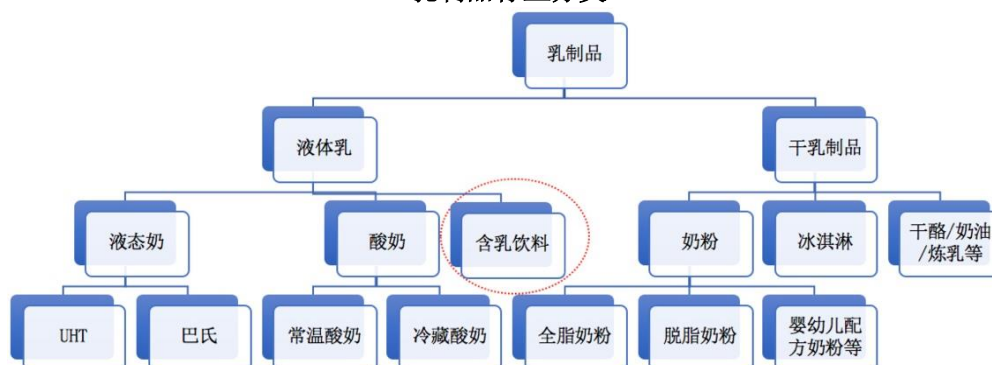 乳制品
液体乳
干乳制品
液态奶
酸奶
含乳饮料
奶粉
冰淇淋
干酪/奶油
/炼乳等
UHT
巴氏
常温酸奶
冷藏酸奶
全脂奶粉
脱脂奶粉
婴幼儿配
方奶粉等